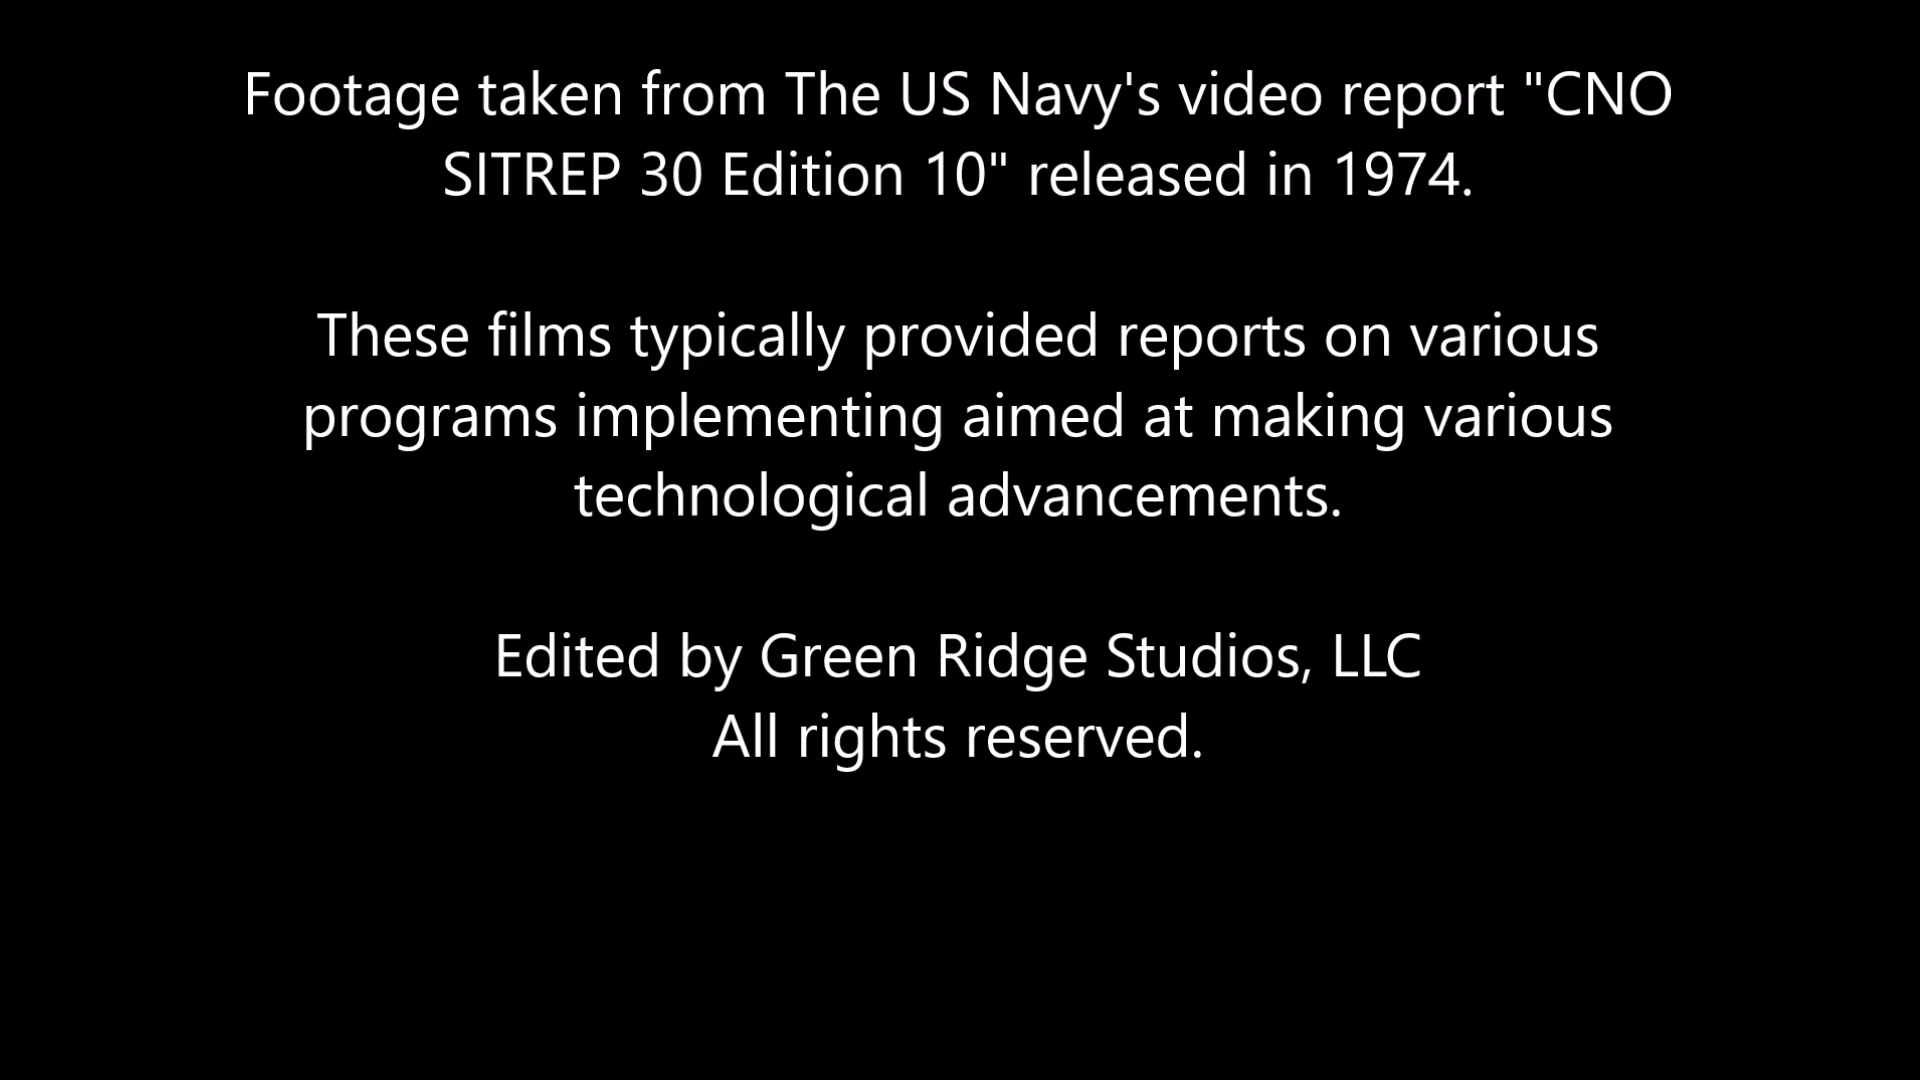 Footage taken from The US Navy's video report "CNO
SITREP 30 Edition 10" released in 1974.
These films typically provided reports on various
programs implementing aimed at making various
technological advancements.
Edited by Green Ridge Studios, LLC
All rights reserved.